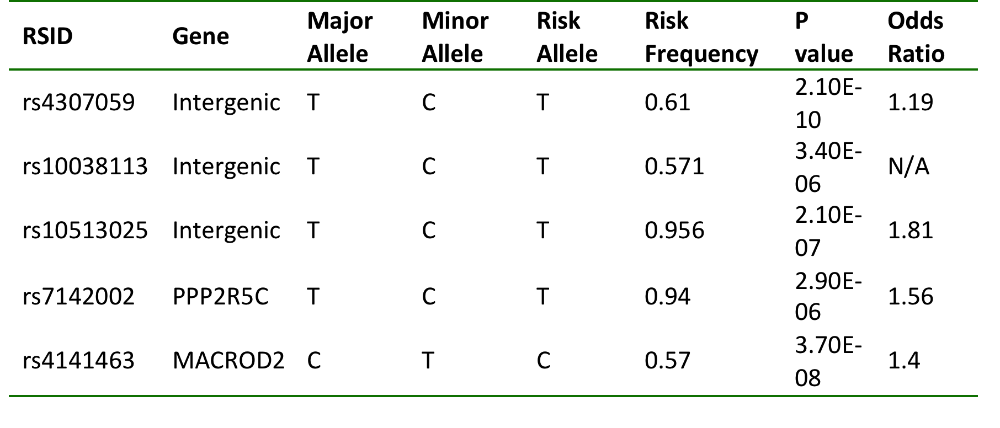 RSID Gene Major Allele Minor Allele Risk Allele Risk Frequency P value Odds Ratio
rs4307059 Intergenic T C T 0.61 2.10E-10 1.19
rs10038113 Intergenic T C T 0.571 3.40E-06 N/A
rs10513025 Intergenic T C T 0.956 2.10E-07 1.81
rs7142002 PPP2R5C T C T 0.94 2.90E-06 1.56
rs4141463 MACROD2 C T C 0.57 3.70E-08 1.4